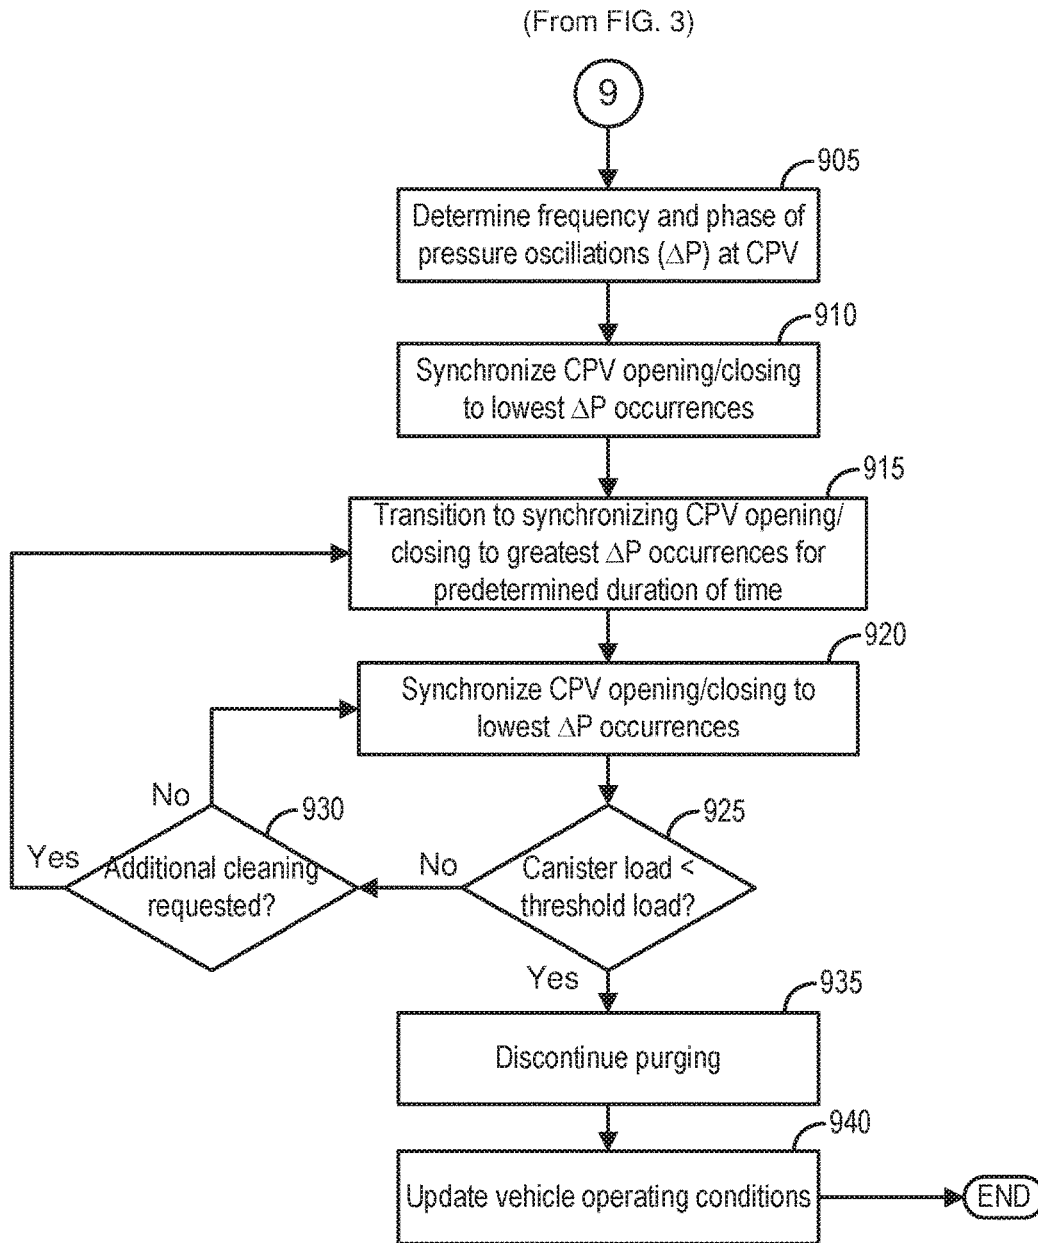 (From FIG. 3)
9
905
Determine frequency and phase of
pressure oscillations (ΔP) at CPV
910
Synchronize CPV opening/closing
to lowest ΔP occurrences
915
Transition to synchronizing CPV opening/
closing to greatest ΔP occurrences for
predetermined duration of time
920
Synchronize CPV opening/closing to
lowest ΔP occurrences
925
Canister load <
threshold load?
No
930
Additional cleaning
requested?
No
Yes
Yes
935
Discontinue purging
940
Update vehicle operating conditions
END